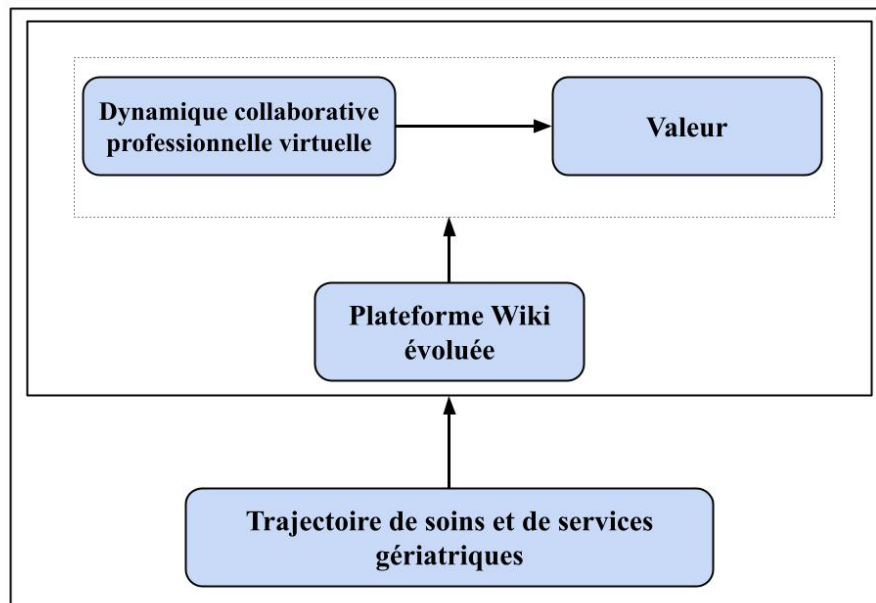 Dynamique collaborative
professionnelle virtuelle
Valeur
Plateforme Wiki
évoluée
Trajectoire de soins et de services
gériatriques